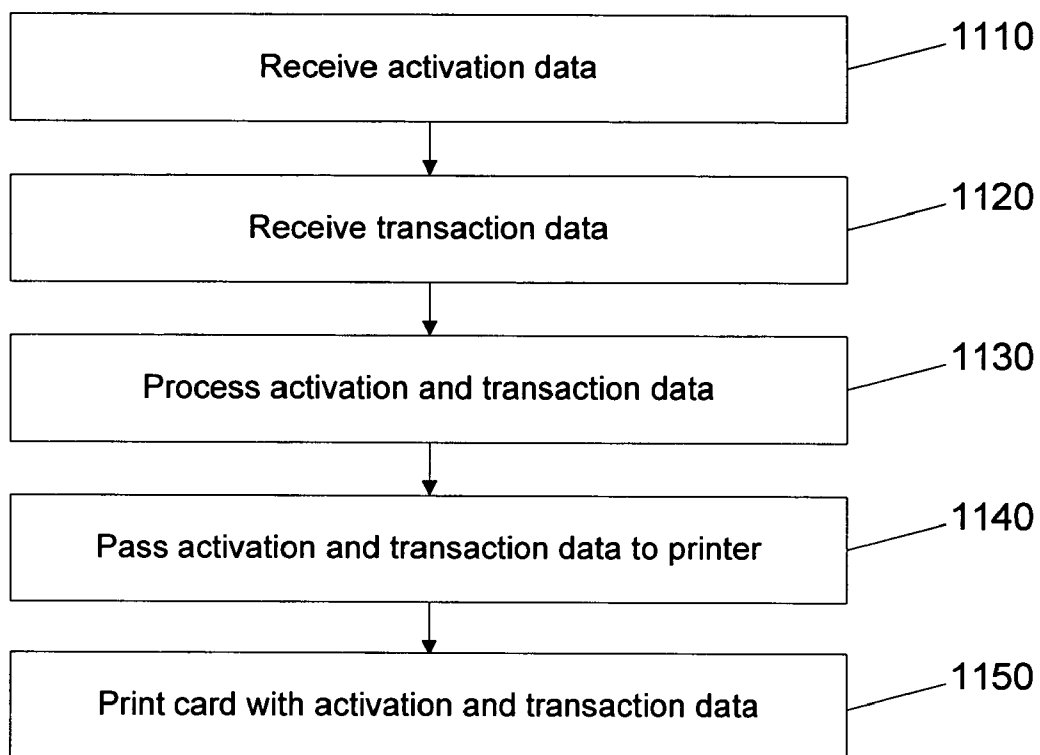 1110
Receive activation data
1120
Receive transaction data
1130
Process activation and transaction data
1140
Pass activation and transaction data to printer
1150
Print card with activation and transaction data